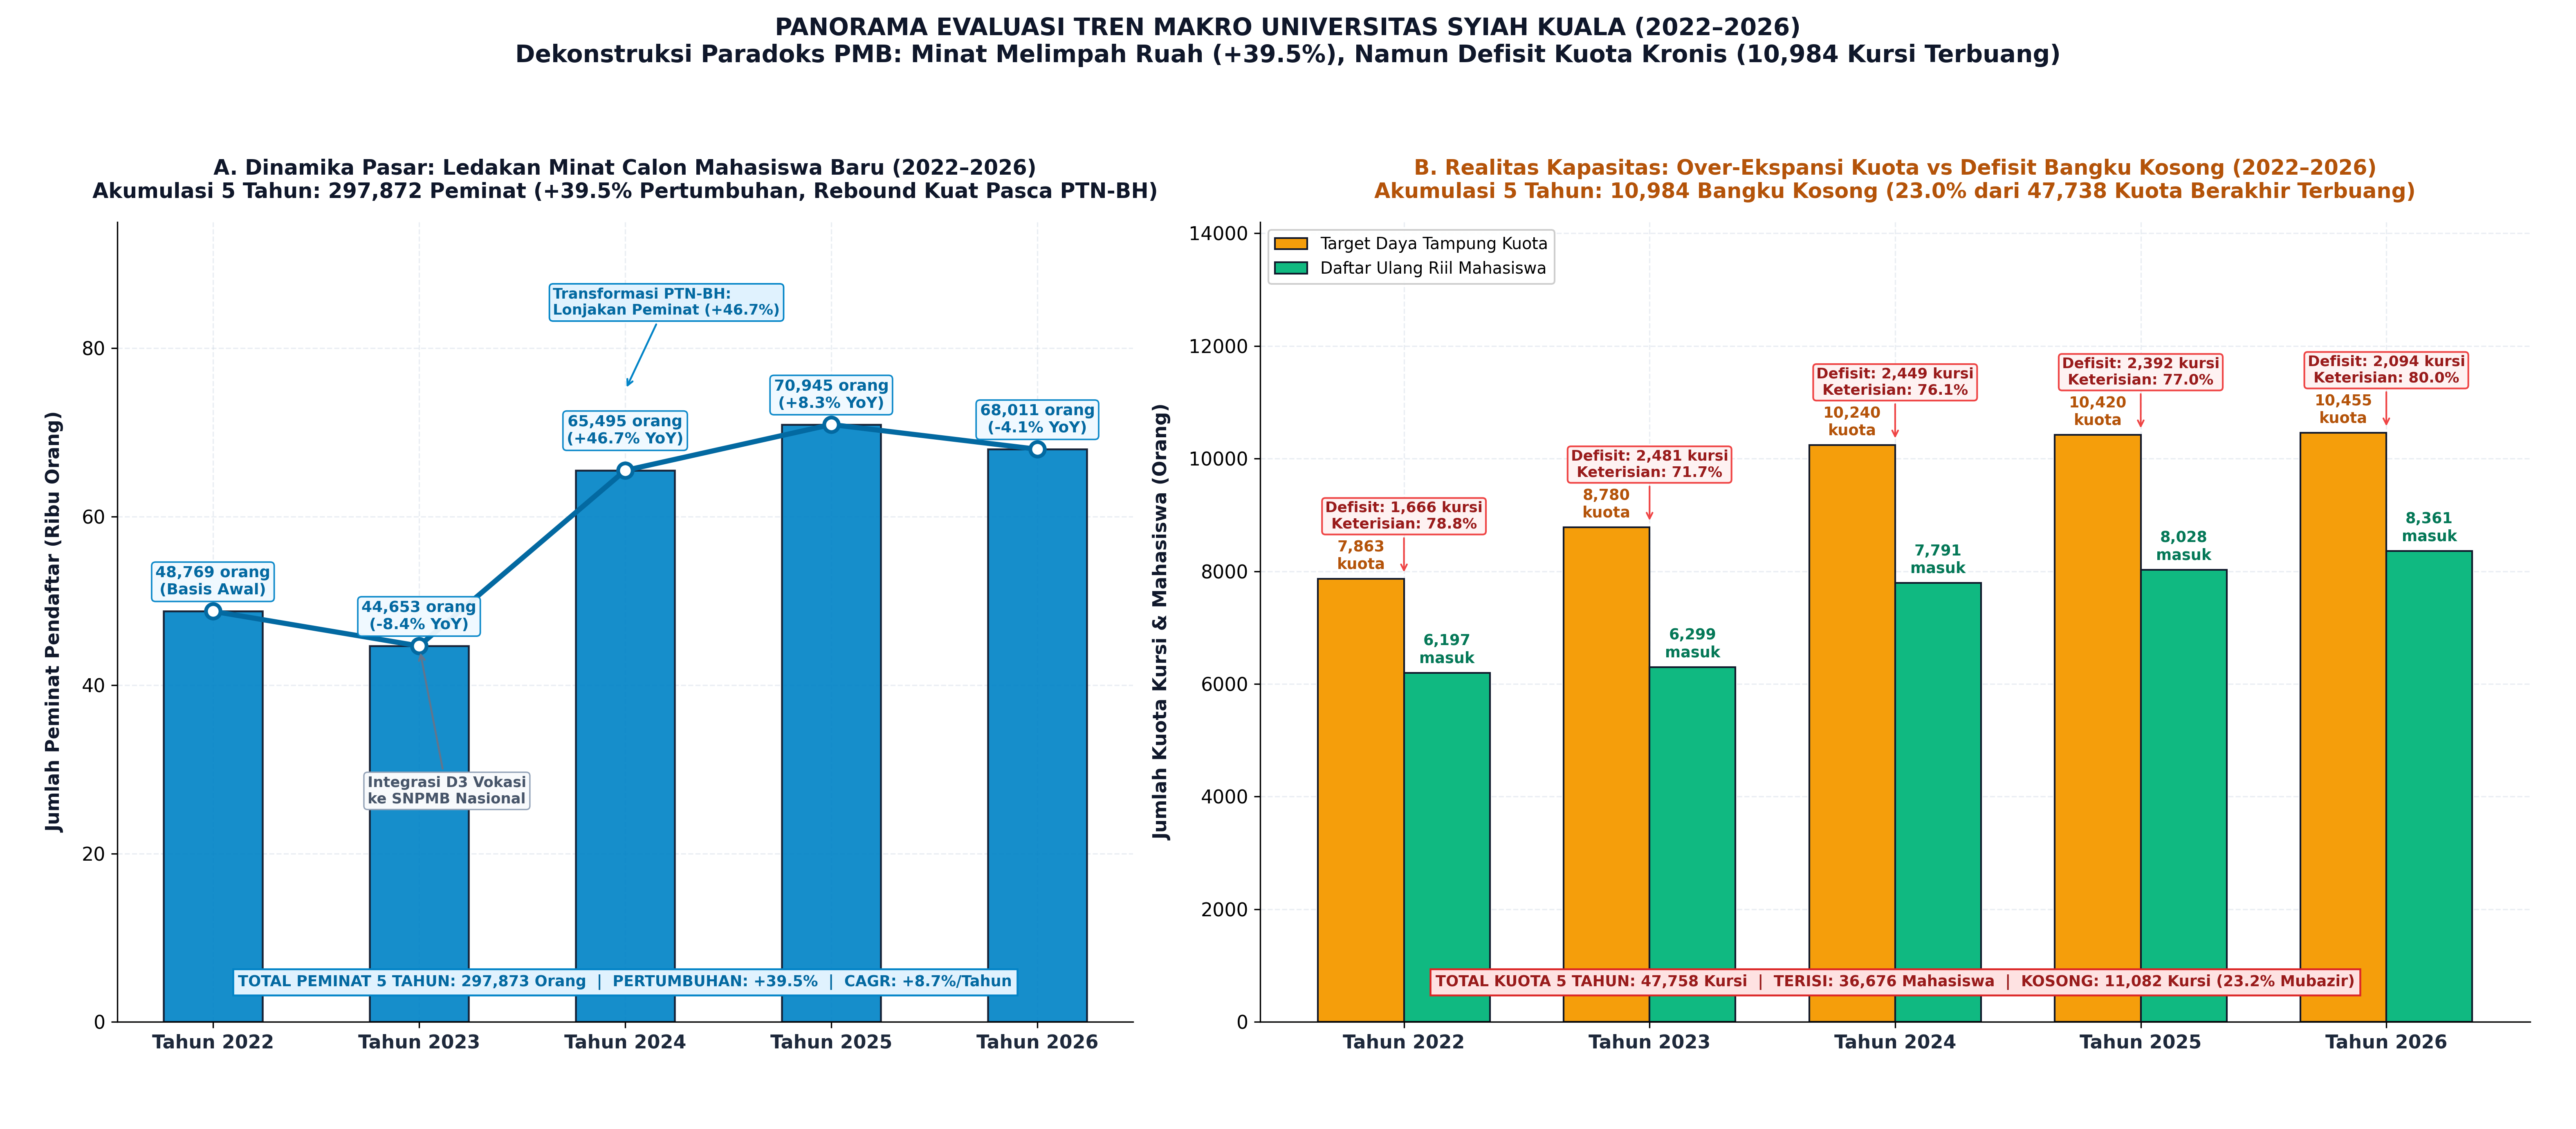 PANORAMA EVALUASI TREN MAKRO UNIVERSITAS SYIAH KUALA (2022–2026)
Dekonstruksi Paradoks PMB: Minat Melimpah Ruah (+39.5%), Namun Defisit Kuota Kronis (10,984 Kursi Terbuang)
A. Dinamika Pasar: Ledakan Minat Calon Mahasiswa Baru (2022–2026)
Akumulasi 5 Tahun: 297,872 Peminat (+39.5% Pertumbuhan, Rebound Kuat Pasca PTN-BH)
Jumlah Peminat Pendaftar (Ribu Orang)
80
60
40
20
0
Transformasi PTN-BH:
Lonjakan Peminat (+46.7%)
48,769 orang
(Basis Awal)
44,653 orang
(-8.4% YoY)
65,495 orang
(+46.7% YoY)
70,945 orang
(+8.3% YoY)
68,011 orang
(-4.1% YoY)
Integrasi D3 Vokasi
ke SNPMB Nasional
TOTAL PEMINAT 5 TAHUN: 297,873 Orang | PERTUMBUHAN: +39.5% | CAGR: +8.7%/Tahun
Tahun 2022
Tahun 2023
Tahun 2024
Tahun 2025
Tahun 2026
B. Realitas Kapasitas: Over-Ekspansi Kuota vs Defisit Bangku Kosong (2022–2026)
Akumulasi 5 Tahun: 10,984 Bangku Kosong (23.0% dari 47,738 Kuota Berakhir Terbuang)
Jumlah Kuota Kursi & Mahasiswa (Orang)
14000
12000
10000
8000
6000
4000
2000
0
Target Daya Tampung Kuota
Daftar Ulang Riil Mahasiswa
Defisit: 1,666 kursi
Keterisian: 78.8%
7,863
kuota
6,197
masuk
Defisit: 2,481 kursi
Keterisian: 71.7%
8,780
kuota
6,299
masuk
Defisit: 2,449 kursi
Keterisian: 76.1%
10,240
kuota
7,791
masuk
Defisit: 2,392 kursi
Keterisian: 77.0%
10,420
kuota
8,028
masuk
Defisit: 2,094 kursi
Keterisian: 80.0%
10,455
kuota
8,361
masuk
TOTAL KUOTA 5 TAHUN: 47,758 Kursi | TERISI: 36,676 Mahasiswa | KOSONG: 11,082 Kursi (23.2% Mubazir)
Tahun 2022
Tahun 2023
Tahun 2024
Tahun 2025
Tahun 2026